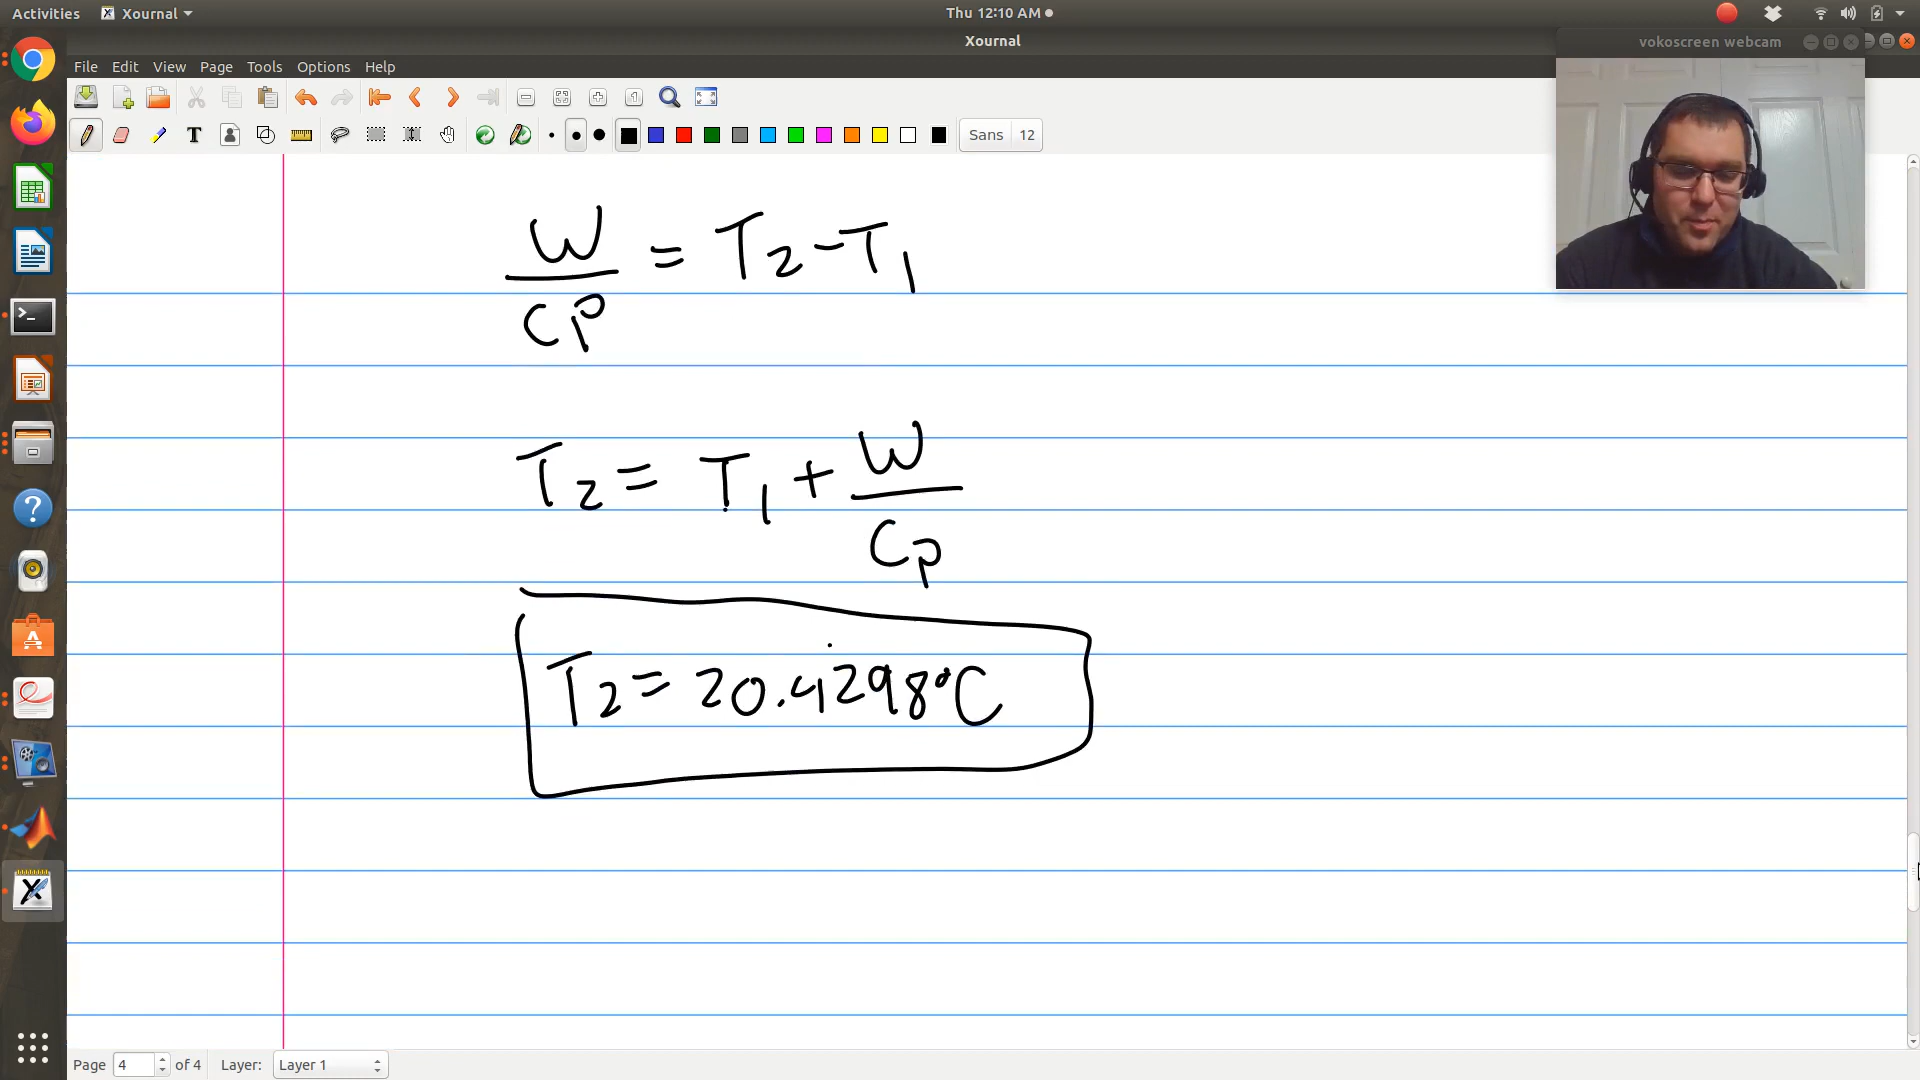 Activities Xournal Thu 12:10 AM
Xournal
vokoscreen webcam
File Edit View Page Tools Options Help
T Sans 12
W/CP = T2 - T1
T2 = T1 + W/Cp
T2 = 20.4298°C
Page 4 of 4 Layer: Layer 1